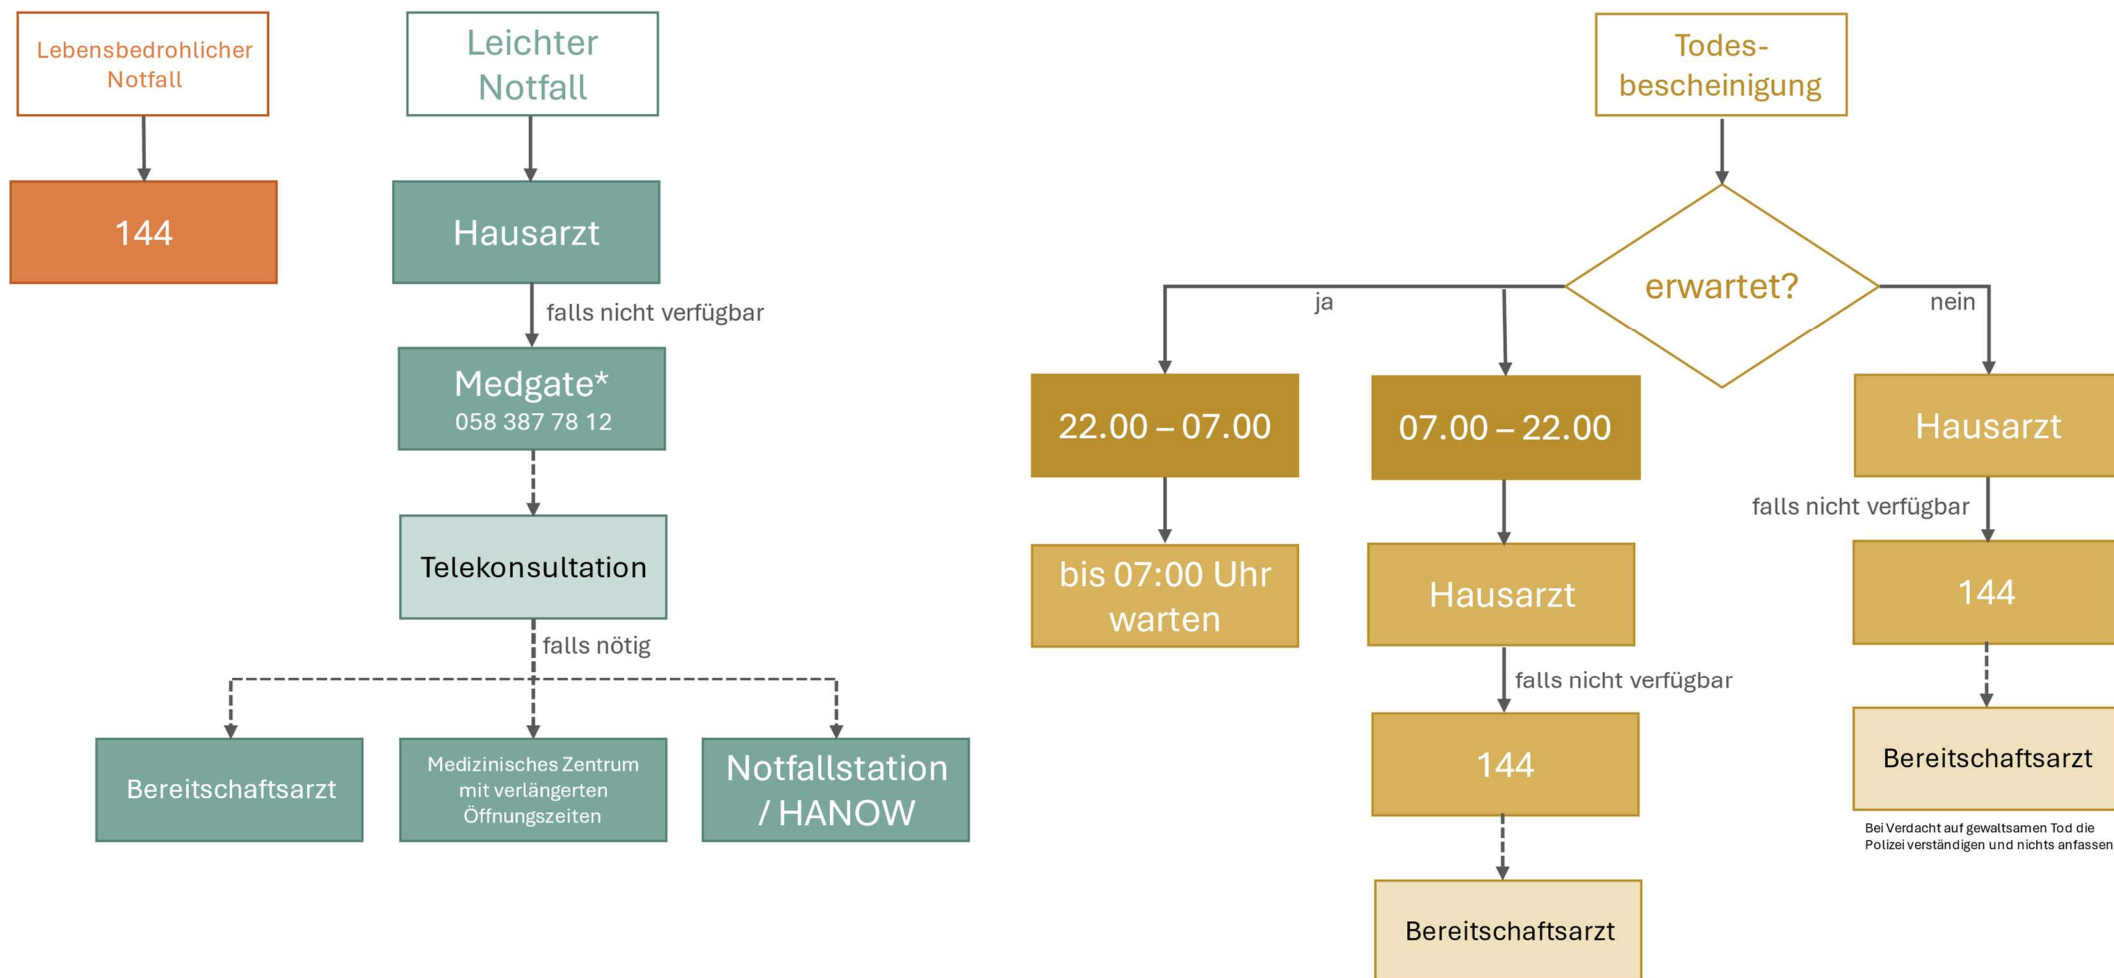 Lebensbedrohlicher
Notfall
144
Leichter
Notfall
Hausarzt
falls nicht verfügbar
Medgate*
058 387 78 12
Telekonsultation
falls nötig
Bereitschaftsarzt
Medizinisches Zentrum
mit verlängerten
Öffnungszeiten
Notfallstation
/ HANOW
Todes-
bescheinigung
erwartet?
ja
nein
22.00 – 07.00
bis 07:00 Uhr
warten
07.00 – 22.00
Hausarzt
falls nicht verfügbar
144
Bereitschaftsarzt
Hausarzt
falls nicht verfügbar
144
Bereitschaftsarzt
Bei Verdacht auf gewaltsamen Tod die
Polizei verständigen und nichts anfassen